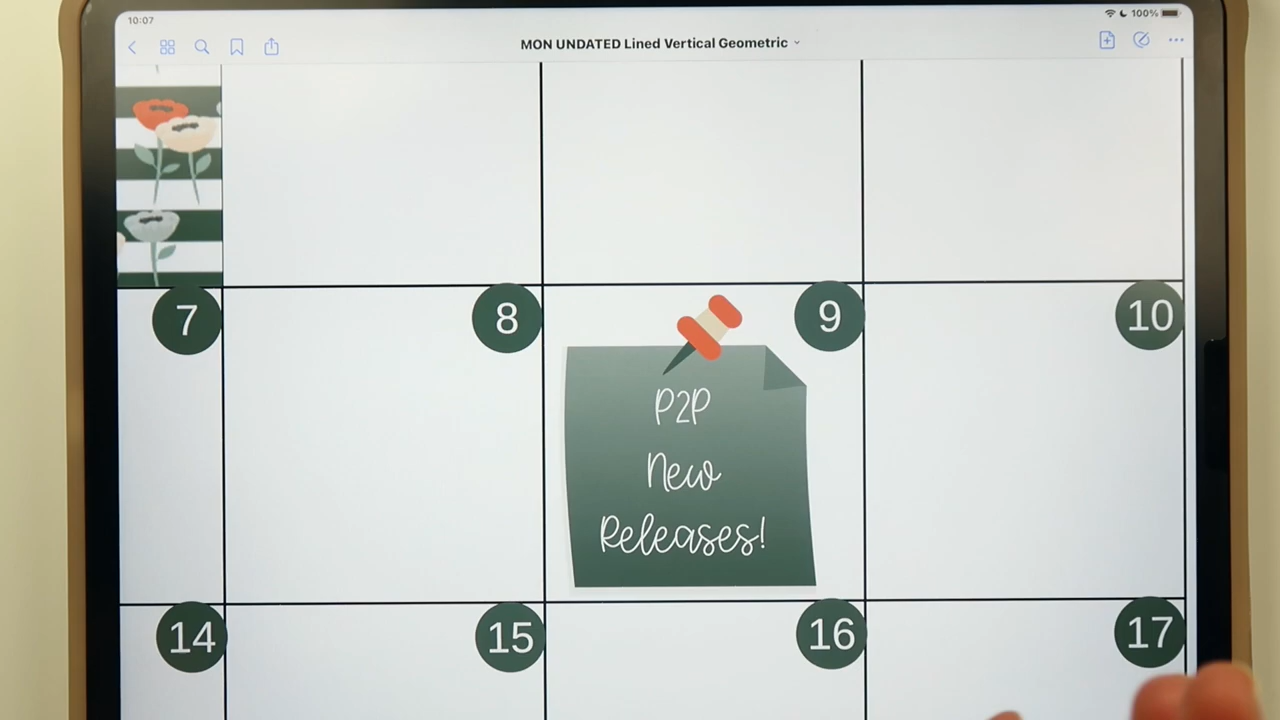 10:07
100%
MON UNDATED Lined Vertical Geometric
7
8
9
10
P2P
New
Releases!
14
15
16
17